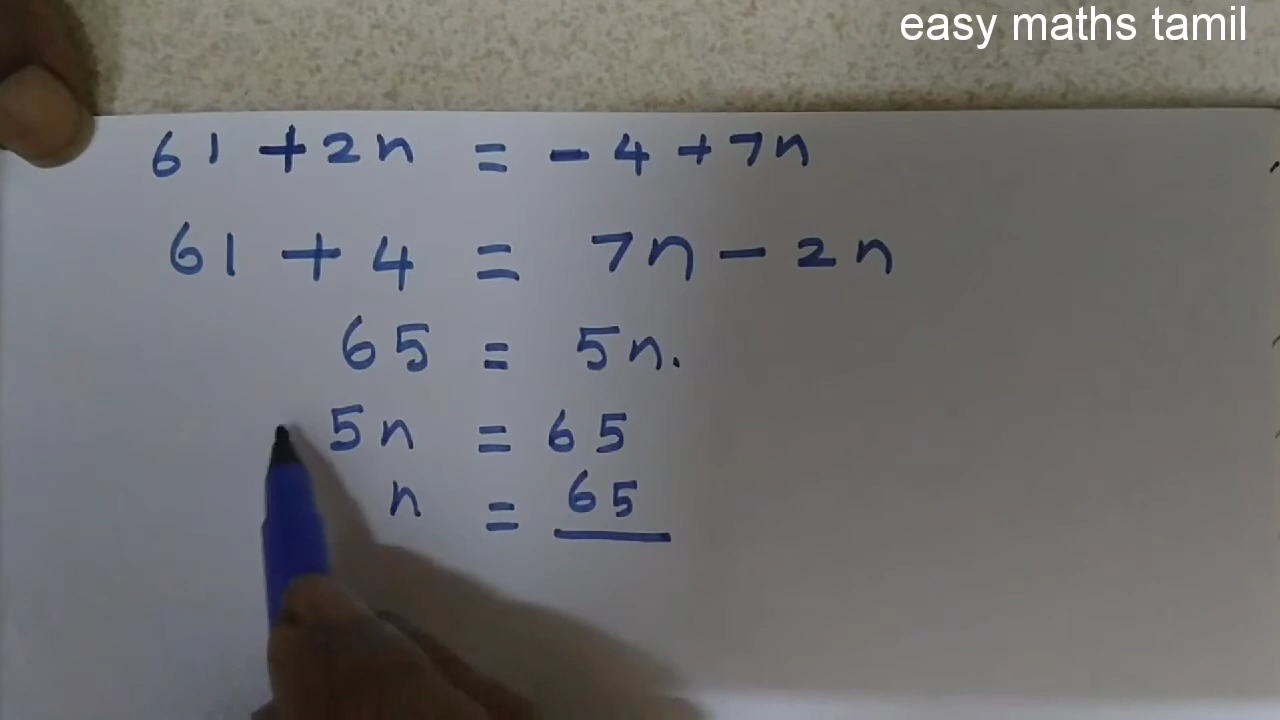 easy maths tamil
61 + 2n = - 4 + 7n
61 + 4 = 7n - 2n
65 = 5n.
5n = 65
n = 65